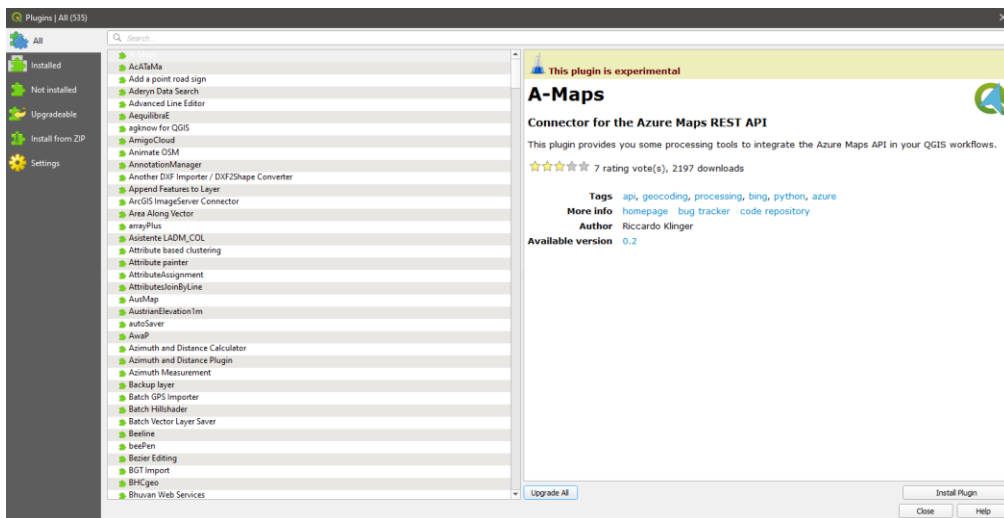 Plugins | All (535)
All
Installed
Not installed
Upgradeable
Install from ZIP
Settings
Search...
AcATaMa
Add a point road sign
Aderyn Data Search
Advanced Line Editor
AequilibraE
agknow for QGIS
AmigoCloud
Animate OSM
AnnotationManager
Another DXF Importer / DXF2Shape Converter
Append Features to Layer
ArcGIS ImageServer Connector
Area Along Vector
arrayPlus
Asistente LADM_COL
Attribute based clustering
Attribute painter
AttributeAssignment
AttributesJoinByLine
AusMap
AustrianElevation1m
autoSaver
AwaP
Azimuth and Distance Calculator
Azimuth and Distance Plugin
Azimuth Measurement
Backup layer
Batch GPS Importer
Batch Hillshader
Batch Vector Layer Saver
Beeline
beePen
Bezier Editing
BGT Import
BHCgeo
Bhuvan Web Services
This plugin is experimental
A-Maps
Connector for the Azure Maps REST API
This plugin provides you some processing tools to integrate the Azure Maps API in your QGIS workflows.
7 rating vote(s), 2197 downloads
Tags api, geocoding, processing, bing, python, azure
More info homepage bug tracker code repository
Author Riccardo Klinger
Available version 0.2
Upgrade All
Install Plugin
Close Help